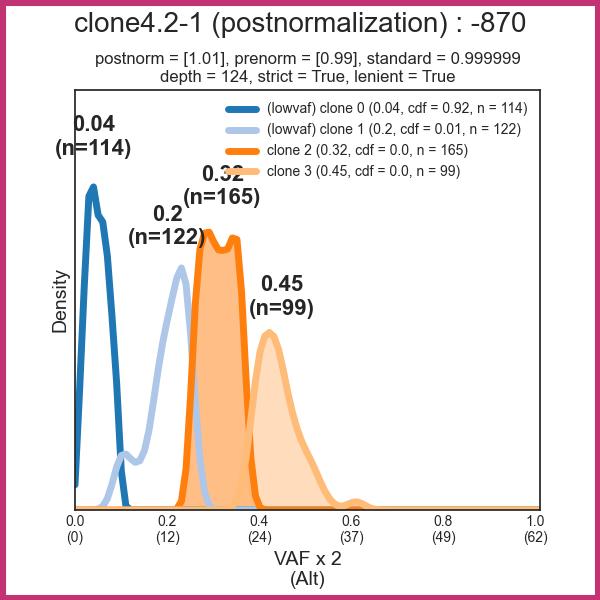 clone4.2-1 (postnormalization) : -870
postnorm = [1.01], prenorm = [0.99], standard = 0.999999
depth = 124, strict = True, lenient = True
(lowvaf) clone 0 (0.04, cdf = 0.92, n = 114)
(lowvaf) clone 1 (0.2, cdf = 0.01, n = 122)
clone 2 (0.32, cdf = 0.0, n = 165)
clone 3 (0.45, cdf = 0.0, n = 99)
0.04
(n=114)
0.32
(n=165)
0.2
(n=122)
0.45
(n=99)
Density
0.0 0.2 0.4 0.6 0.8 1.0
(0) (12) (24) (37) (49) (62)
VAF x 2
(Alt)